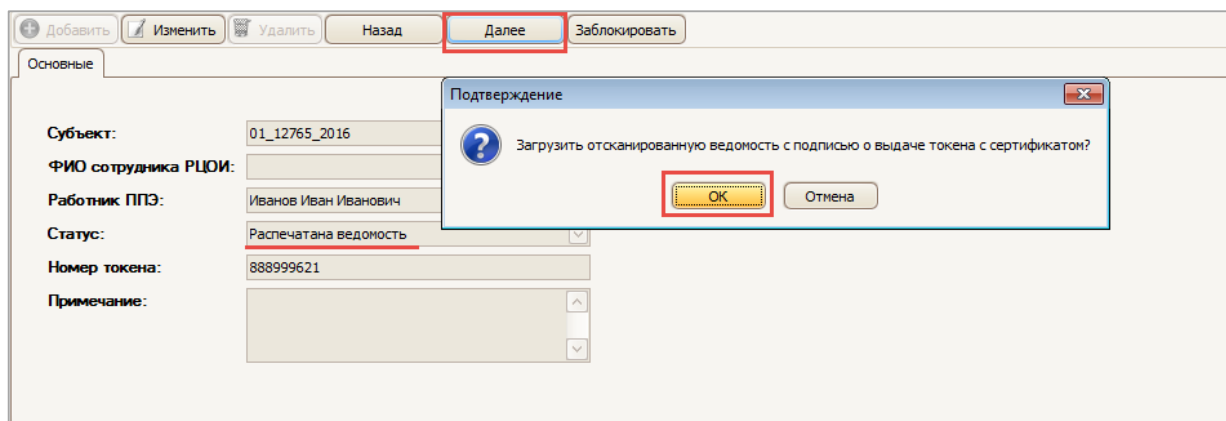 Добавить Изменить Удалить Назад Далее Заблокировать
Основные
Подтверждение
Загрузить отсканированную ведомость с подписью о выдаче токена с сертификатом?
OK Отмена
Субъект: 01_12765_2016
ФИО сотрудника РЦОИ:
Работник ППЭ: Иванов Иван Иванович
Статус: Распечатана ведомость
Номер токена: 888999621
Примечание: